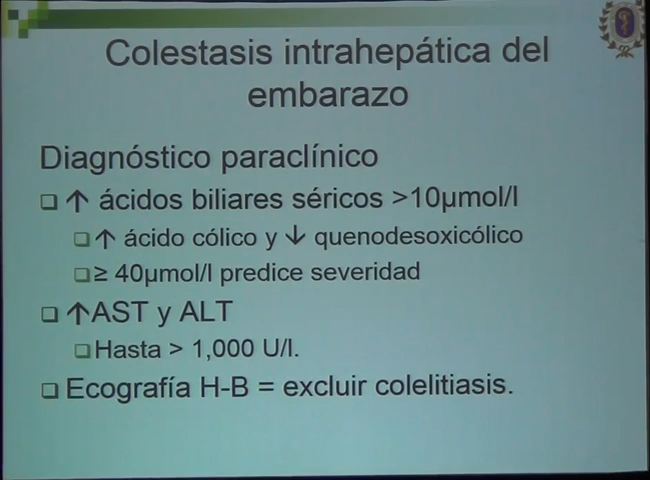 Colestasis intrahepática del
embarazo
Diagnóstico paraclínico
↑ ácidos biliares séricos >10µmol/l
↑ ácido cólico y ↓ quenodesoxicólico
≥ 40µmol/l predice severidad
↑AST y ALT
Hasta > 1,000 U/l.
Ecografía H-B = excluir colelitiasis.